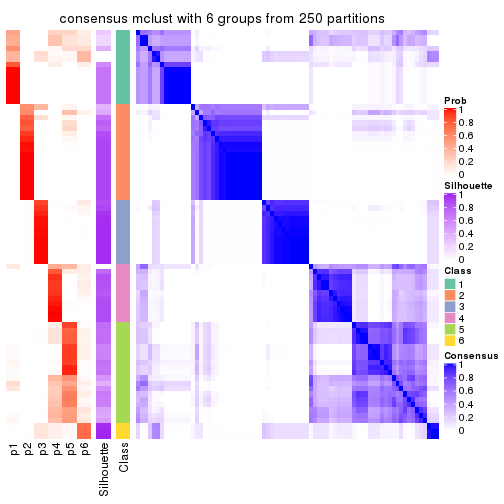 consensus mclust with 6 groups from 250 partitions
Prob
1
0.8
0.6
0.4
0.2
0
Silhouette
1
0.8
0.6
0.4
0.2
0
Class
1
2
3
4
5
6
Consensus
1
0.8
0.6
0.4
0.2
0
p1
p2
p3
p4
p5
p6
Silhouette
Class